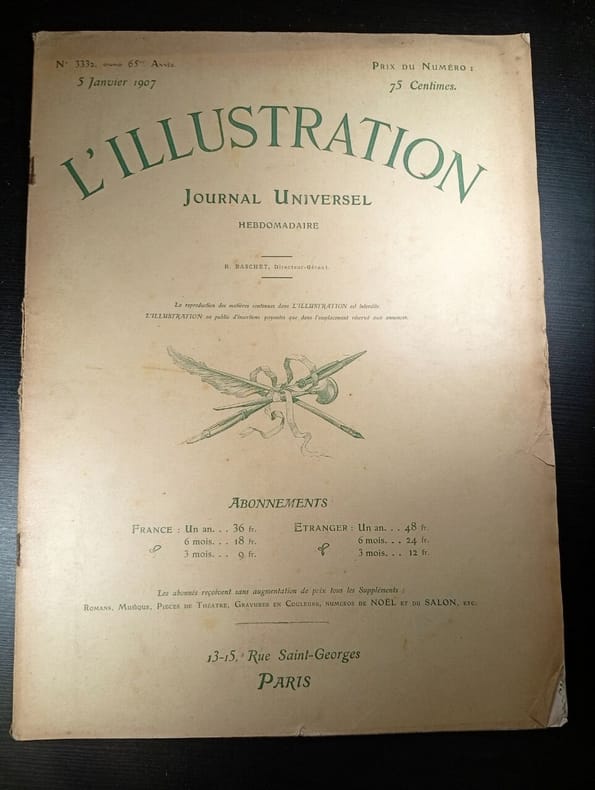 N° 3332. 65me Année.
5 Janvier 1907
Prix du Numéro :
75 Centimes.
L'ILLUSTRATION
Journal Universel
HEBDOMADAIRE
R. BASCHET, Directeur-Gérant.
La reproduction des matières contenues dans L'ILLUSTRATION est interdite.
L'ILLUSTRATION ne publie d'insertions payantes que dans l'emplacement réservé aux annonces.
Abonnements
France : Un an. . . 36 fr.
6 mois. . . 18 fr.
3 mois. . . 9 fr.
Etranger : Un an. . . 48 fr.
6 mois. . . 24 fr.
3 mois. . . 12 fr.
Les abonnés reçoivent sans augmentation de prix tous les Suppléments :
Romans, Musique, Pieces de Théatre, Gravures en Couleurs, numéros de NOËL et du SALON, etc.
13-15, Rue Saint-Georges
Paris